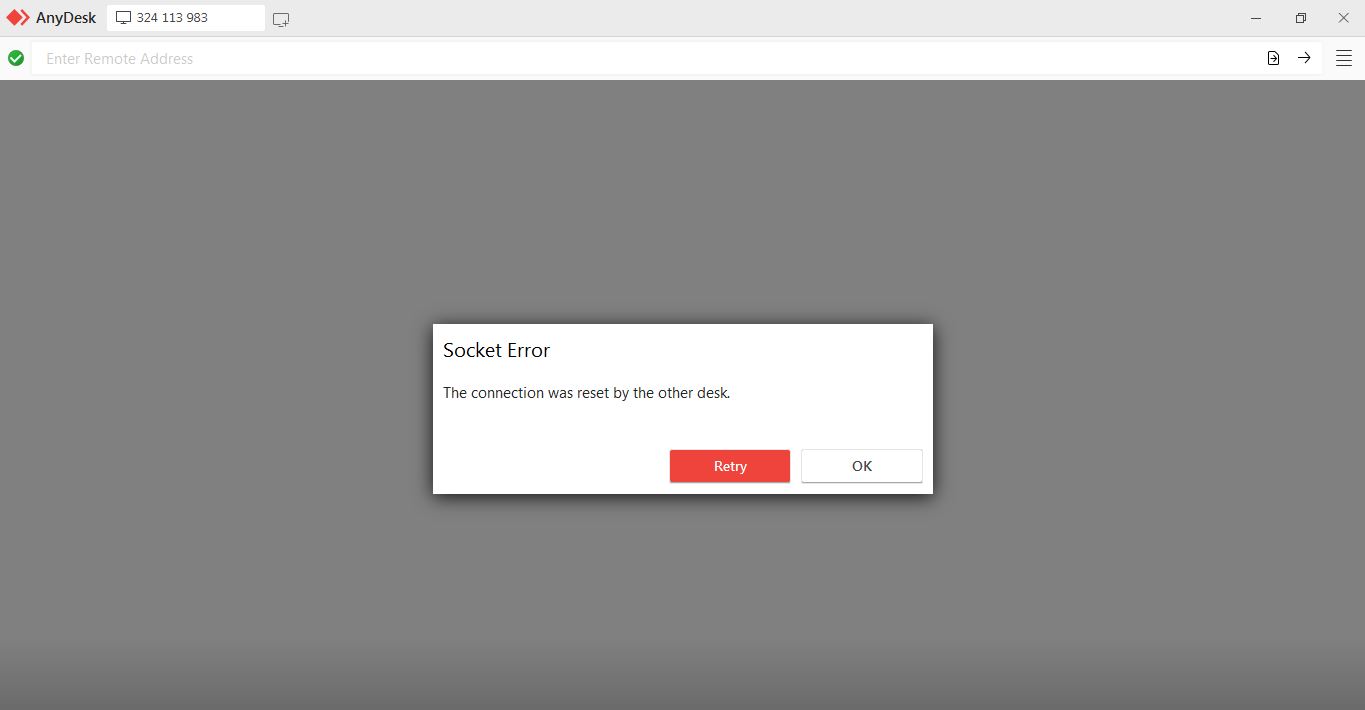 AnyDesk 324 113 983
Enter Remote Address
Socket Error
The connection was reset by the other desk.
Retry OK